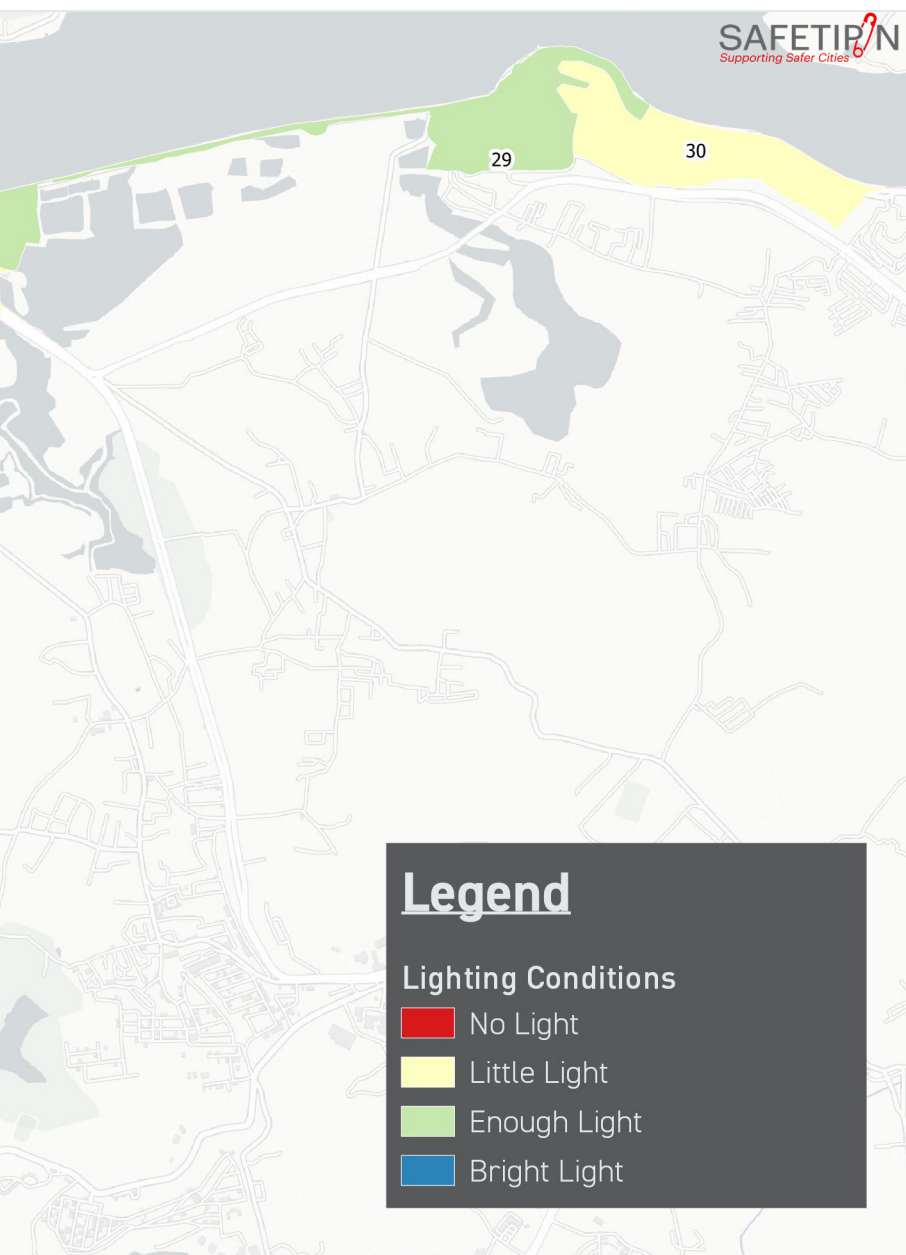 SAFETIPIN
Supporting Safer Cities
29
30
Legend
Lighting Conditions
No Light
Little Light
Enough Light
Bright Light